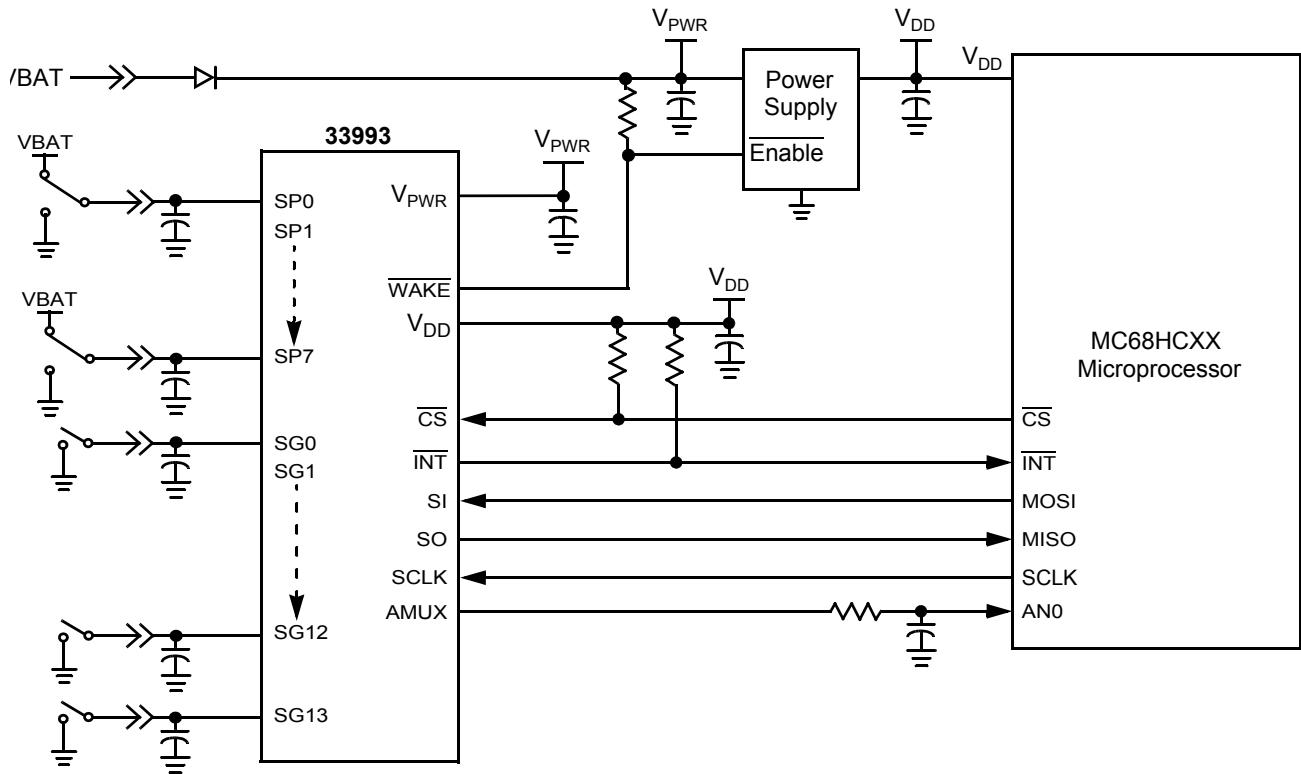 VPWR
VDD
VBAT
VDD
Power
Supply
Enable
33993
VBAT
VPWR
SP0
VPWR
SP1
WAKE
VDD
VBAT
VDD
SP7
MC68HCXX
Microprocessor
CS
CS
SG0
INT
INT
SG1
SI
MOSI
SO
MISO
SCLK
SCLK
AMUX
AN0
SG12
SG13